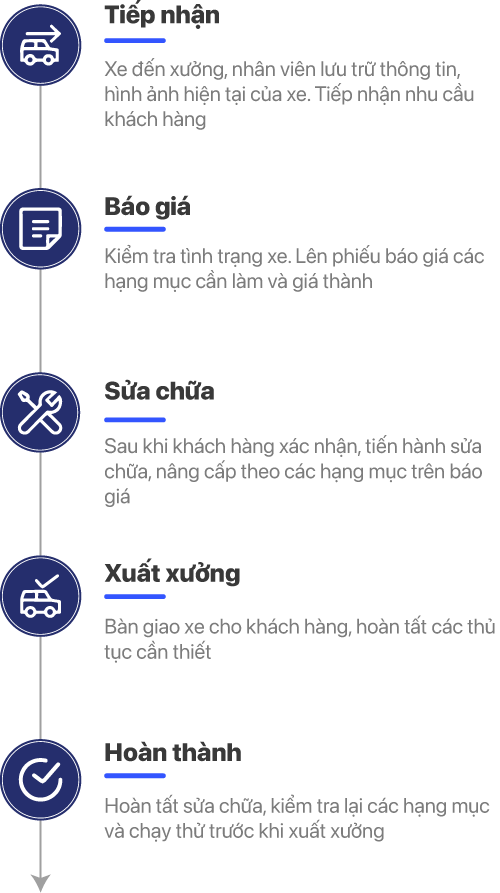 Tiếp nhận
Xe đến xưởng, nhân viên lưu trữ thông tin,
hình ảnh hiện tại của xe. Tiếp nhận nhu cầu
khách hàng
Báo giá
Kiểm tra tình trạng xe. Lên phiếu báo giá các
hạng mục cần làm và giá thành
Sửa chữa
Sau khi khách hàng xác nhận, tiến hành sửa
chữa, nâng cấp theo các hạng mục trên báo
giá
Xuất xưởng
Bàn giao xe cho khách hàng, hoàn tất các thủ
tục cần thiết
Hoàn thành
Hoàn tất sửa chữa, kiểm tra lại các hạng mục
và chạy thử trước khi xuất xưởng